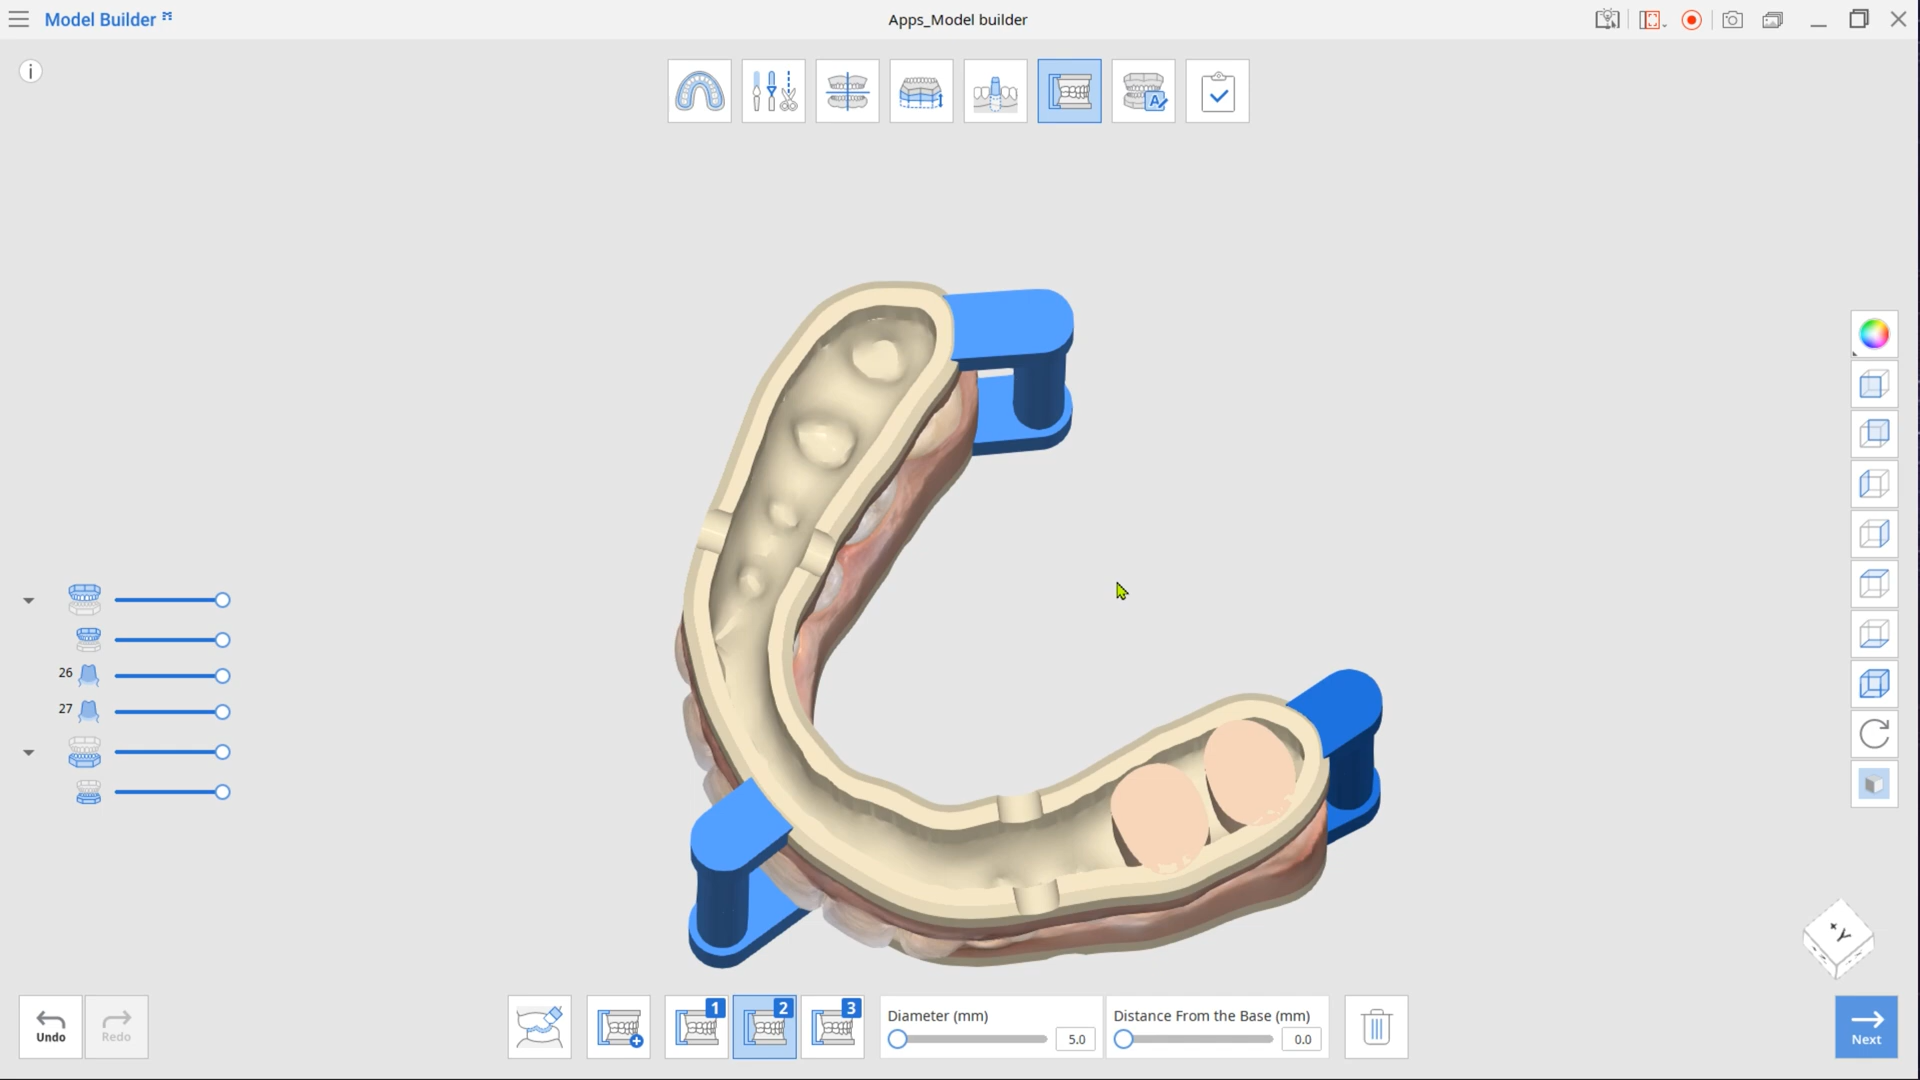 Model Builder
Apps_Model builder
i
A
26
27
+Y
Undo
Redo
1
2
3
Diameter (mm)
5.0
Distance From the Base (mm)
0.0
Next